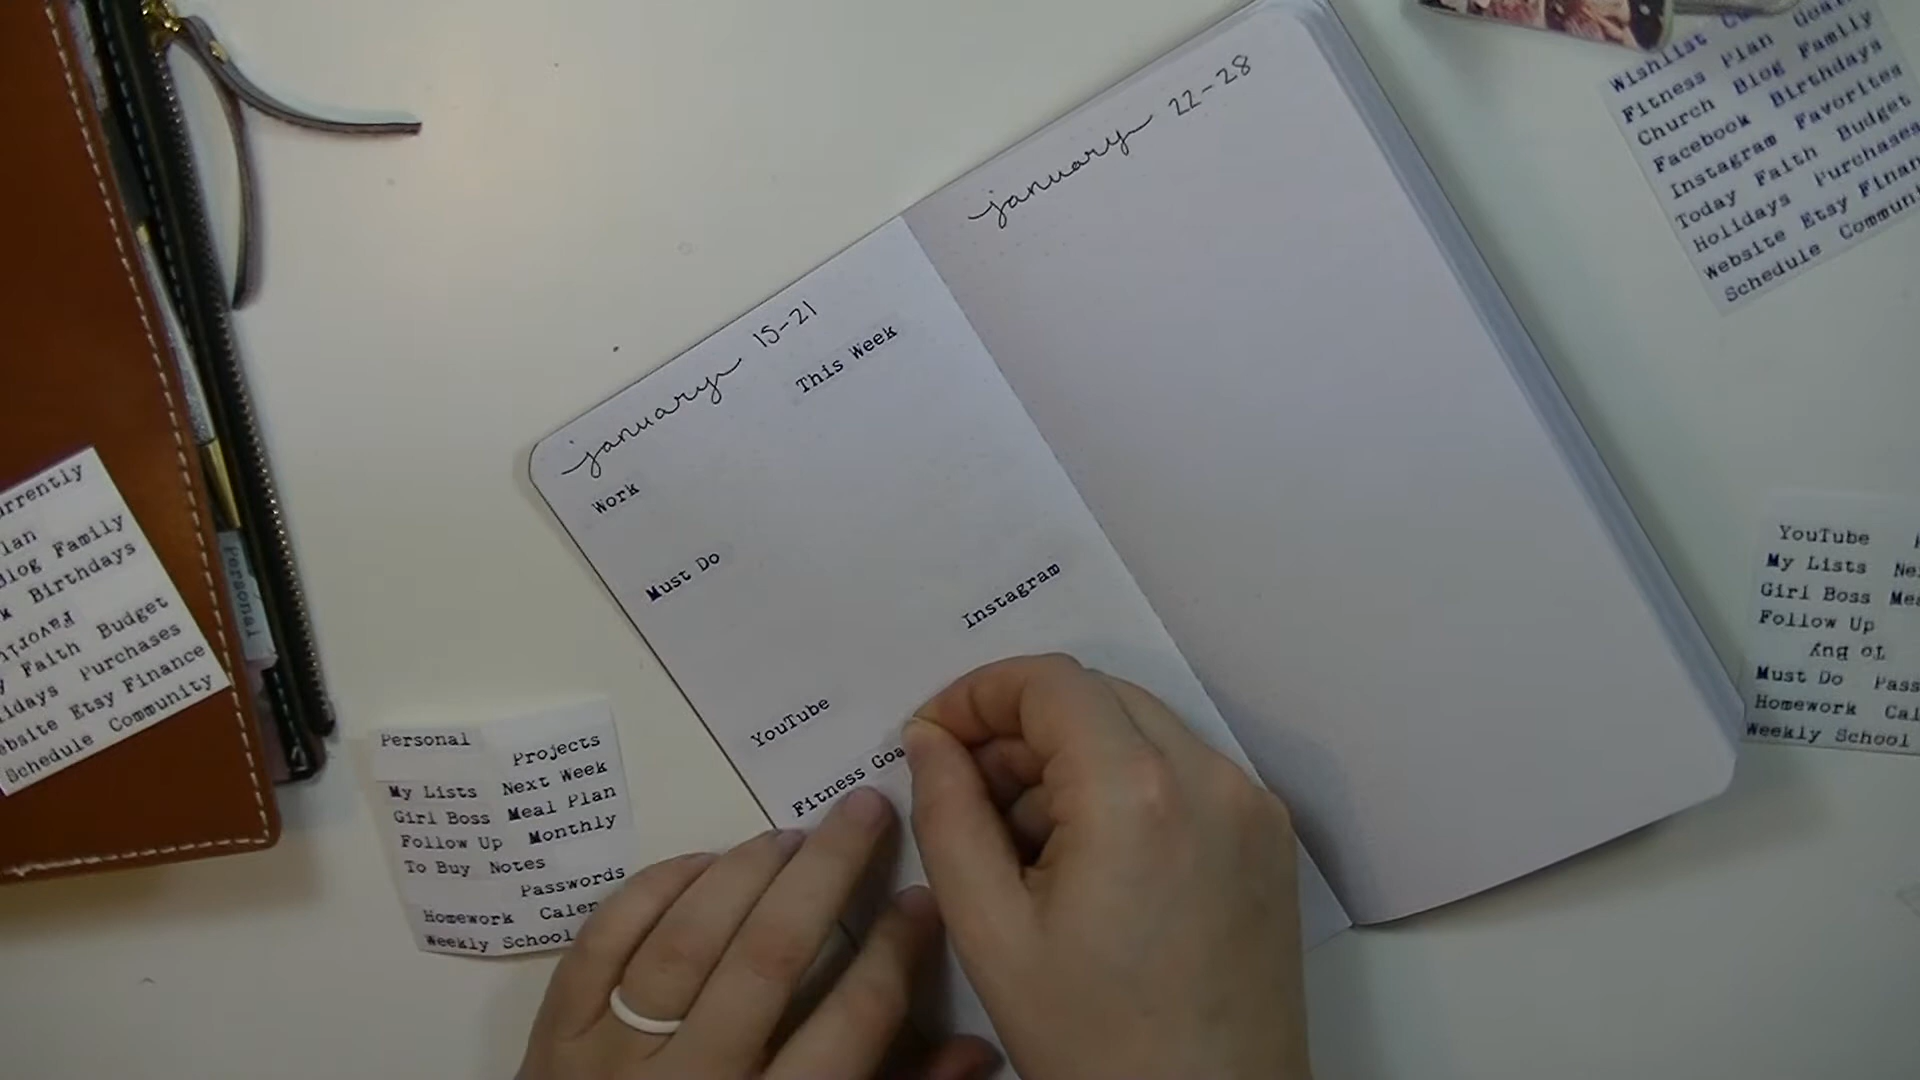 january 15-21
This Week
Work
Must Do
Instagram
YouTube
Fitness
january 22-28
Family
Birthdays
Faith Budget
Purchases
Etsy Finance
Schedule Community
Personal
Personal
Projects
My Lists Next Week
Girl Boss Meal Plan
Follow Up Monthly
To Buy Notes
Passwords
Homework
Weekly School
Wishlist
Fitness Plan
Church Blog Family
Facebook Birthdays
Instagram Favorites
Today Faith Budget
Holidays Purchases
Website Etsy
Schedule
YouTube
My Lists
Girl Boss
Follow Up
To Buy
Must Do
Homework
Weekly School